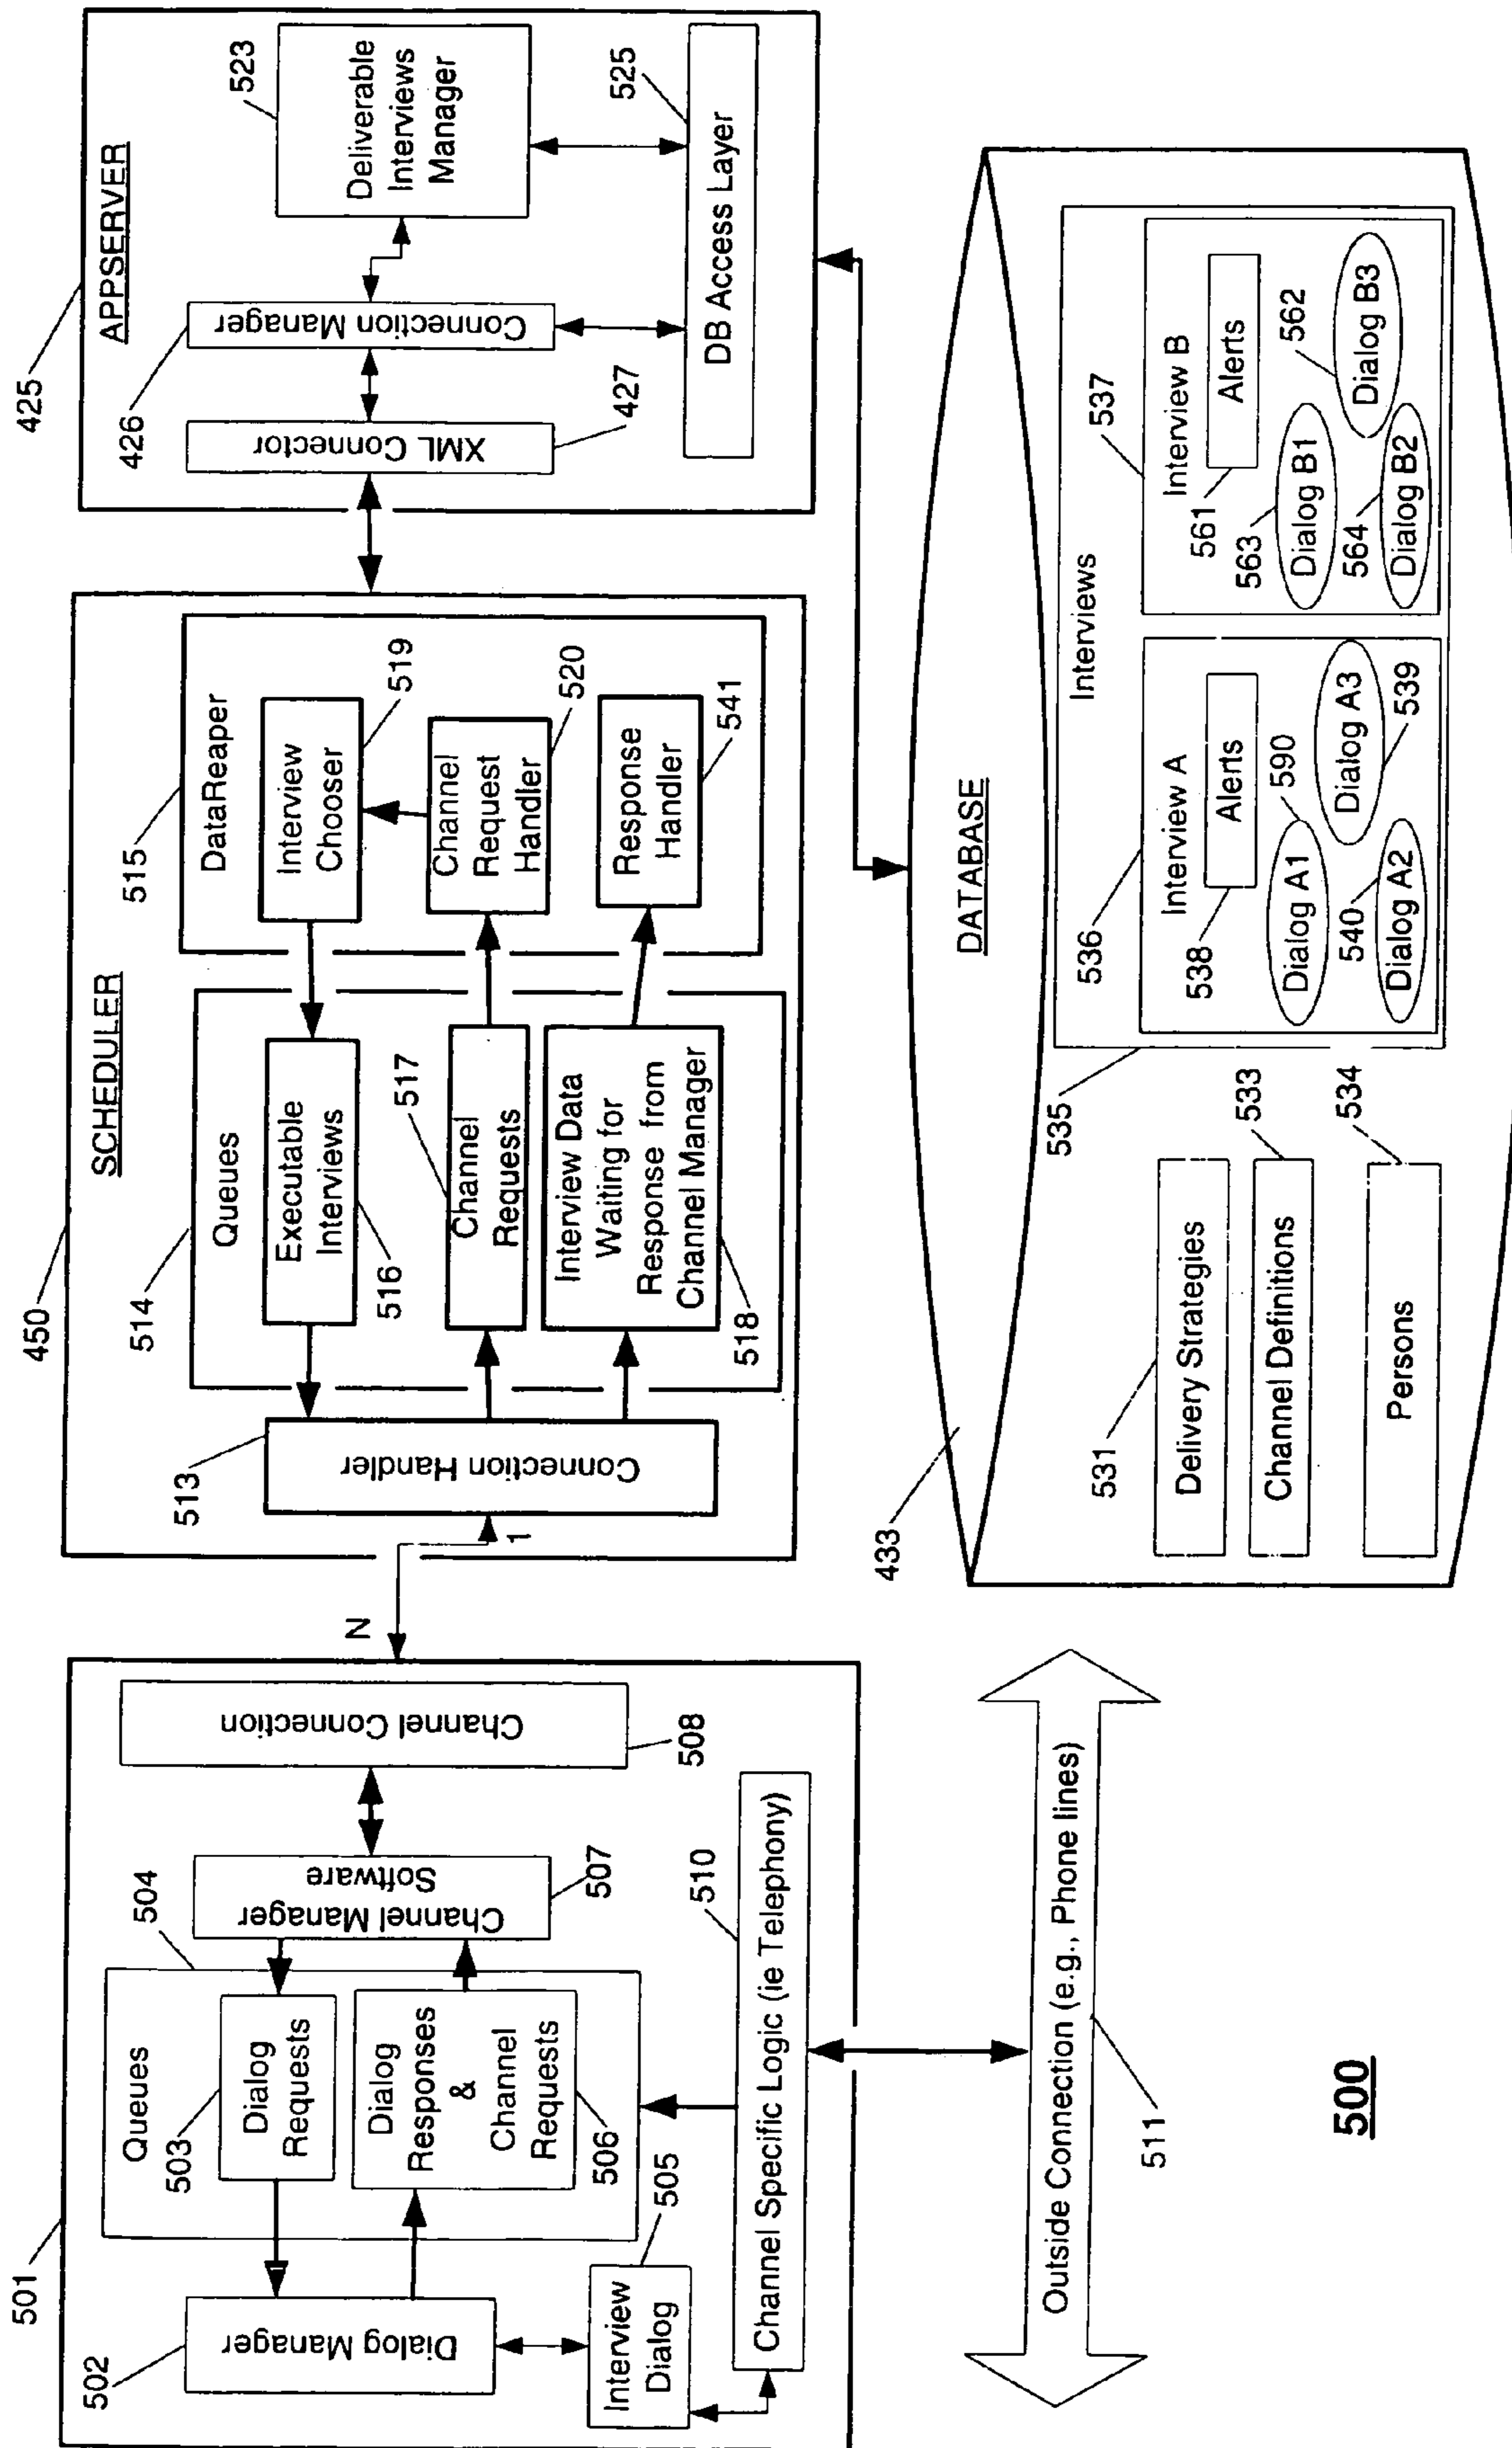 501
502
Dialog Manager
Queues
503
Dialog
Requests
504
Dialog
Responses
&
Channel
Requests
506
505
Interview
Dialog
Channel Manager
Software
507
Channel Connection
508
510
Channel Specific Logic (ie Telephony)
Outside Connection (e.g., Phone lines)
511
N
1
450
SCHEDULER
513
Connection Handler
514
Queues
Executable
Interviews
516
517
Channel
Requests
Interview Data
Waiting for
Response from
Channel Manager
518
515
DataReaper
Interview
Chooser
519
Channel
Request
Handler
520
Response
Handler
541
425
APPSERVER
426
Connection Manager
XML Connector
427
523
Deliverable
Interviews
Manager
525
DB Access Layer
433
DATABASE
531
Delivery Strategies
533
Channel Definitions
534
Persons
535
Interviews
536
Interview A
538
Alerts
Dialog A1
590
540
Dialog A2
Dialog A3
539
537
Interview B
561
Alerts
563
Dialog B1
564
Dialog B2
562
Dialog B3
500